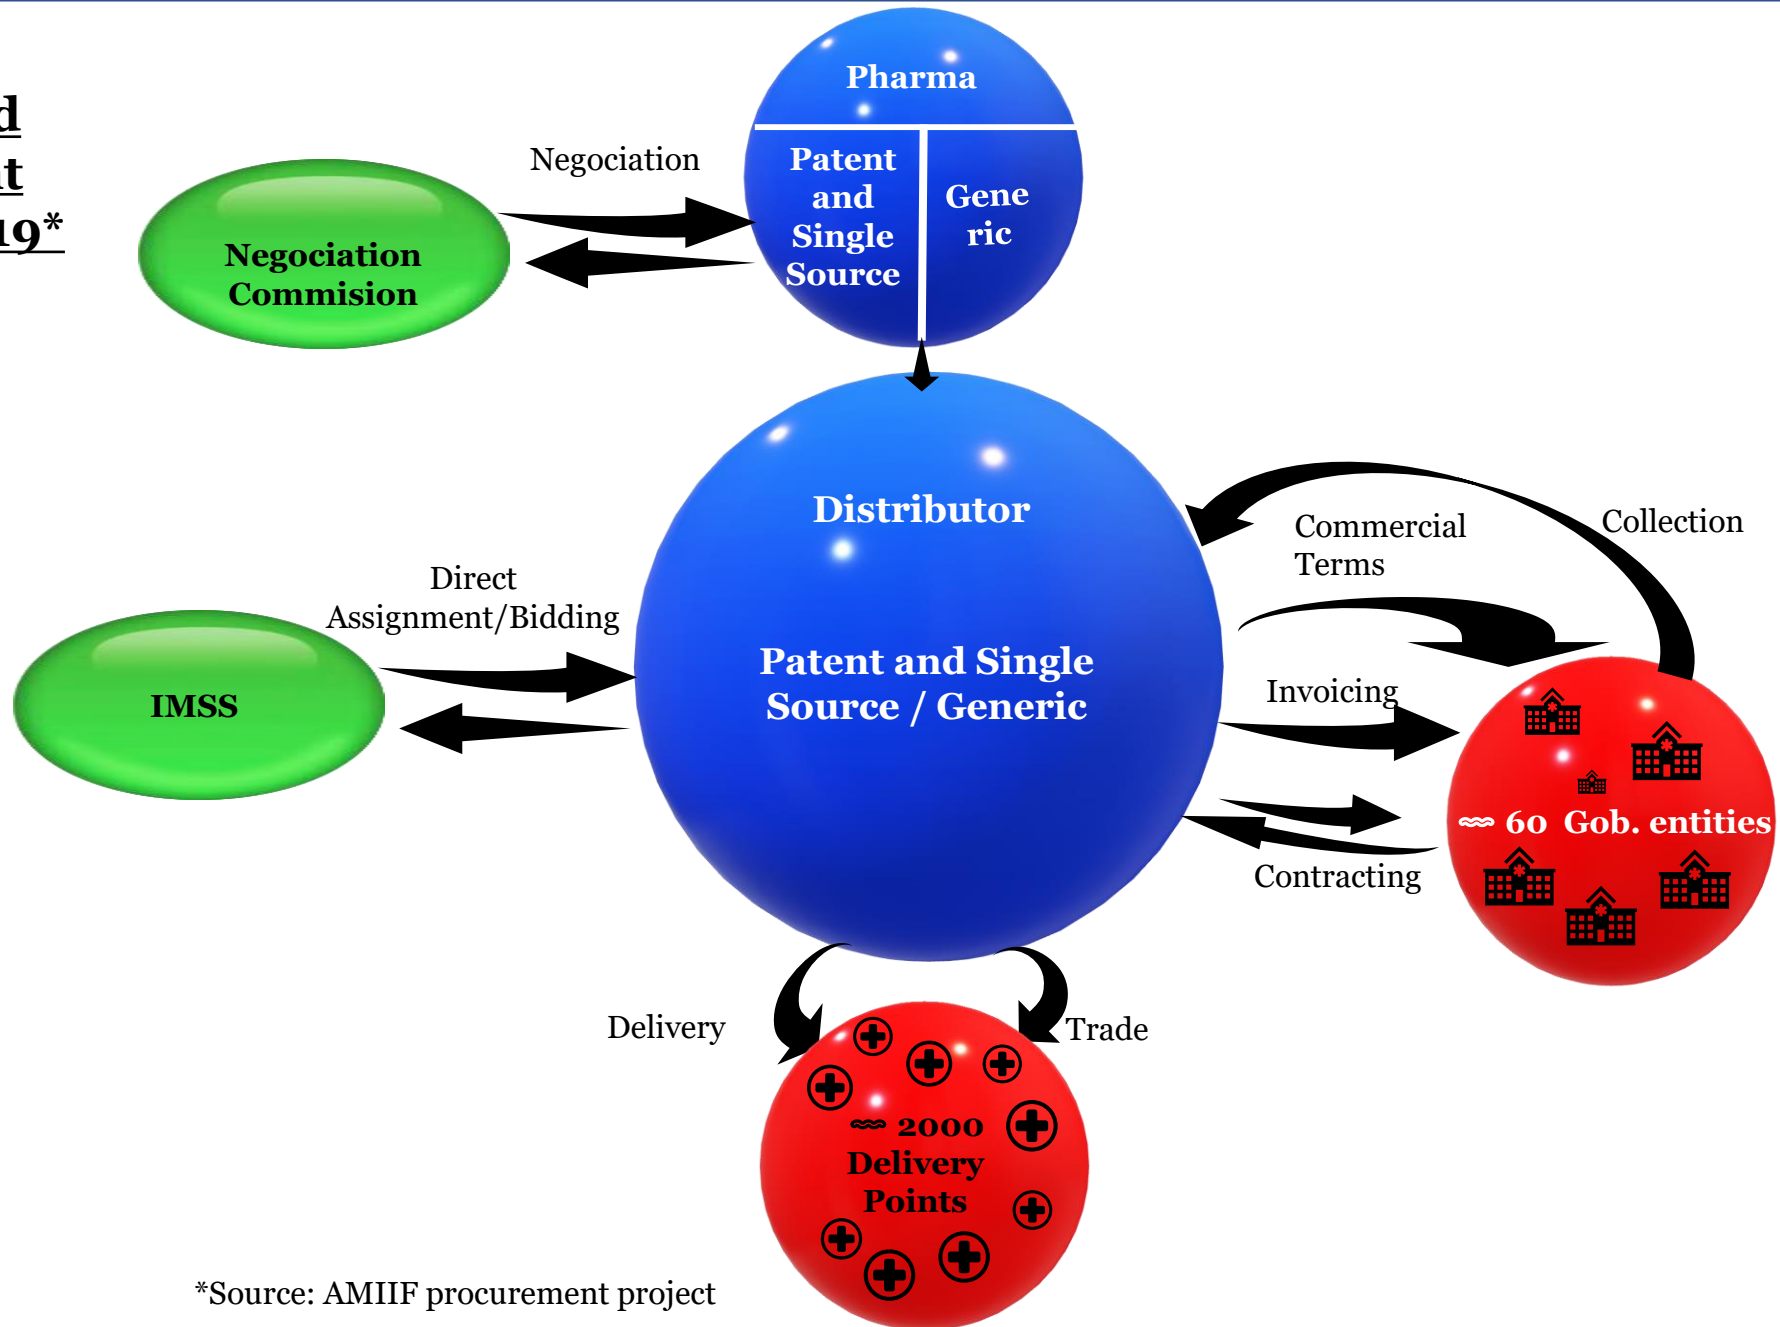 Pharma
Negociation
Patent
and
Single
Source
Gene
ric
19*
Negociation
Commision
Distributor
Commercial
Terms
Collection
Direct
Assignment/Bidding
Patent and Single
Source / Generic
IMSS
Invoicing
60 Gob. entities
Contracting
Delivery
Trade
2000
Delivery
Points
*Source: AMIIF procurement project